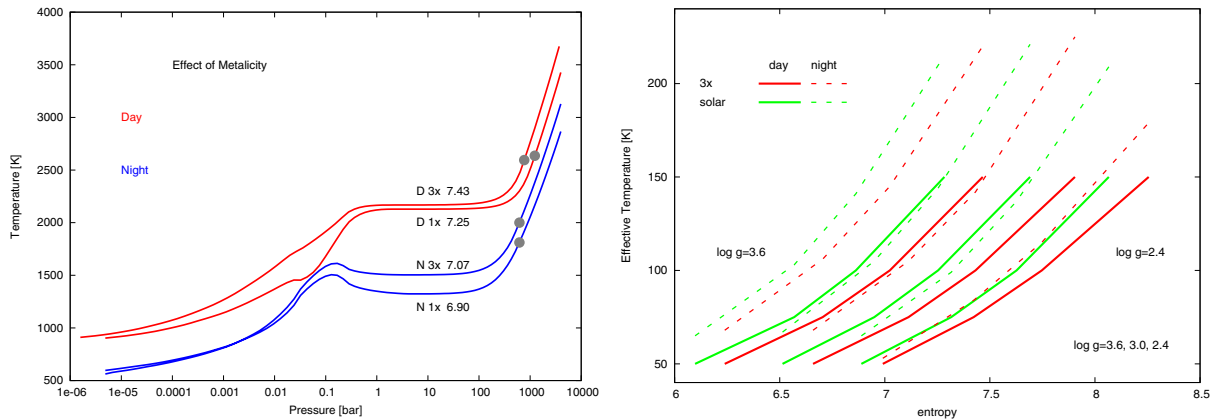 4000
3500
3000
2500
2000
1500
1000
500
Temperature [K]
Effect of Metalicity
Day
Night
D 3x 7.43
D 1x 7.25
N 3x 7.07
N 1x 6.90
1e-06 1e-05 0.0001 0.001 0.01 0.1 1 10 100 1000 10000
Pressure [bar]
200
150
100
50
Effective Temperature [K]
day night
3x
solar
log g=3.6
log g=2.4
log g=3.6, 3.0, 2.4
6 6.5 7 7.5 8 8.5
entropy